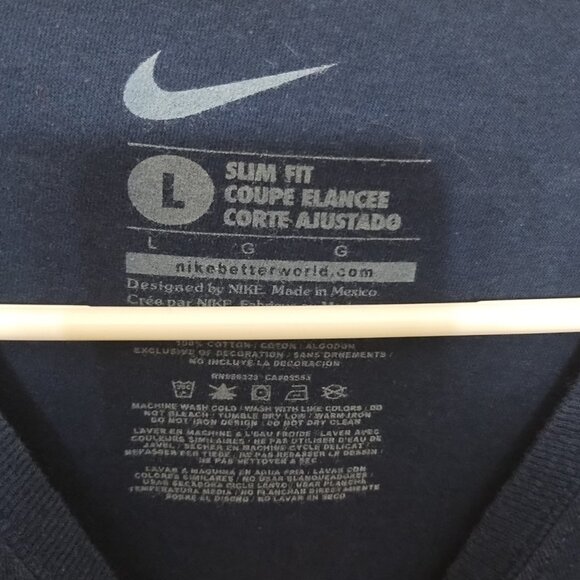 L
SLIM FIT
COUPE ELANCEE
CORTE AJUSTADO
L G G
nikebetterworld.com
Designed by NIKE. Made in Mexico
Créa par NIKE.
100% COTTON / COTON / ALGODON
EXCLUSIVE OF DECORATION / SANS ORNEMENTS /
NO INCLUYE LA DECORACION
MACHINE WASH COLD / WASH WITH LIKE COLORS / DO
NOT BLEACH / TUMBLE DRY LOW / WARM IRON
DO NOT IRON DESIGN / DO NOT DRY CLEAN
LAVER EN MACHINE A L'EAU FROIDE / LAVER AVEC
COULEURS SIMILAIRES / NE PAS UTILISER D'EAU DE
JAVEL / SECHER EN MACHINE CYCLE DELICAT /
REPASSER FER TIEDE / NE PAS REPASSER LE DESSIN /
NE PAS NETTOYER A SEC
LAVAR A MAQUINA EN AGUA FRIA / LAVAR CON
COLORES SIMILARES / NO USAR BLANQUEADORES /
USAR SECADORA CICLO LENTO / USAR PLANCHA
TEMPERATURA MEDIA / NO PLANCHAR DIRECTAMENTE
SOBRE EL DISEÑO / NO LAVAR EN SECO